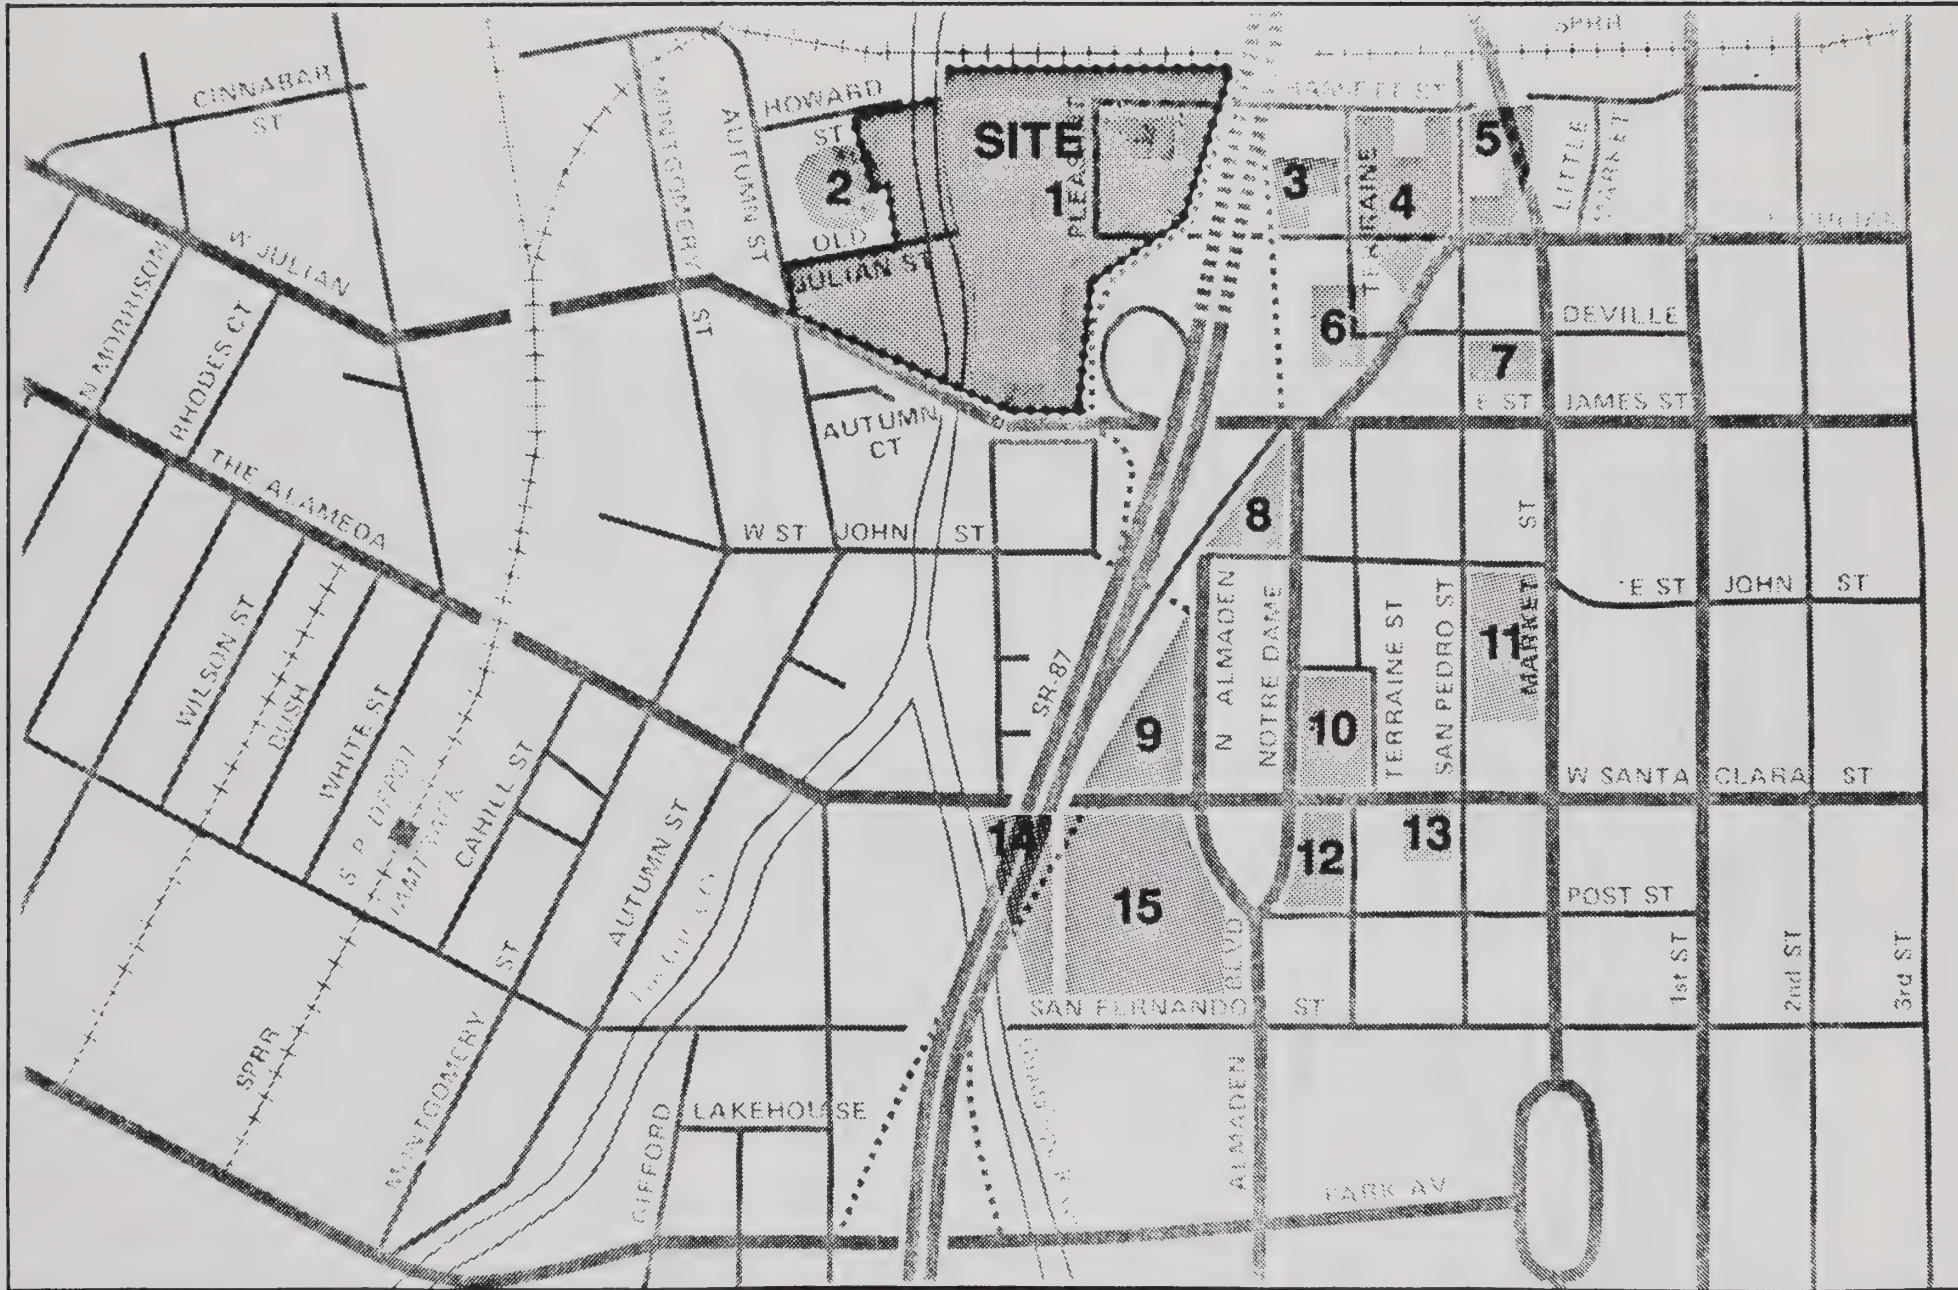 SPRR
CINNABAR
ST
HOWARD
ST
BASSETT ST
SITE
1
2
3
4
5
PLEASANT
TERRAINE
LITTLE
MARKET
MONTGOMERY
ST
AUTUMN ST
OLD
JULIAN ST
W JULIAN
N MORRISON
RHODES CT
6
DEVILLE
7
E ST JAMES ST
AUTUMN
CT
THE ALAMEDA
W ST JOHN ST
8
ST
E ST JOHN ST
WILSON ST
BUSH
WHITE ST
S P DEPOT
CAHILL ST
AUTUMN ST
SR-87
9
N ALMADEN
NOTRE DAME
10
TERRAINE ST
SAN PEDRO ST
11
MARKET
W SANTA CLARA ST
14
12
13
15
POST ST
BLVD
1st ST
2nd ST
3rd ST
SAN FERNANDO ST
SPRR
MONTGOMERY
ST
GIFFORD
LAKEHOUSE
ALMADEN
PARK AV